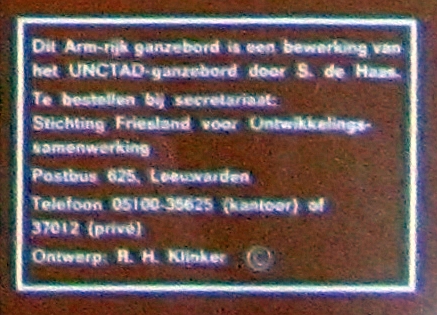 Dit Arm-rijk ganzebord is een bewerking van
het UNCTAD-ganzebord door S. de Haas.
Te bestellen bij secretariaat:
Stichting Friesland voor Ontwikkelings-
samenwerking
Postbus 625, Leeuwarden
Telefoon 05100-35625 (kantoor) of
37012 (privé)
Ontwerp: R. H. Klinker ©